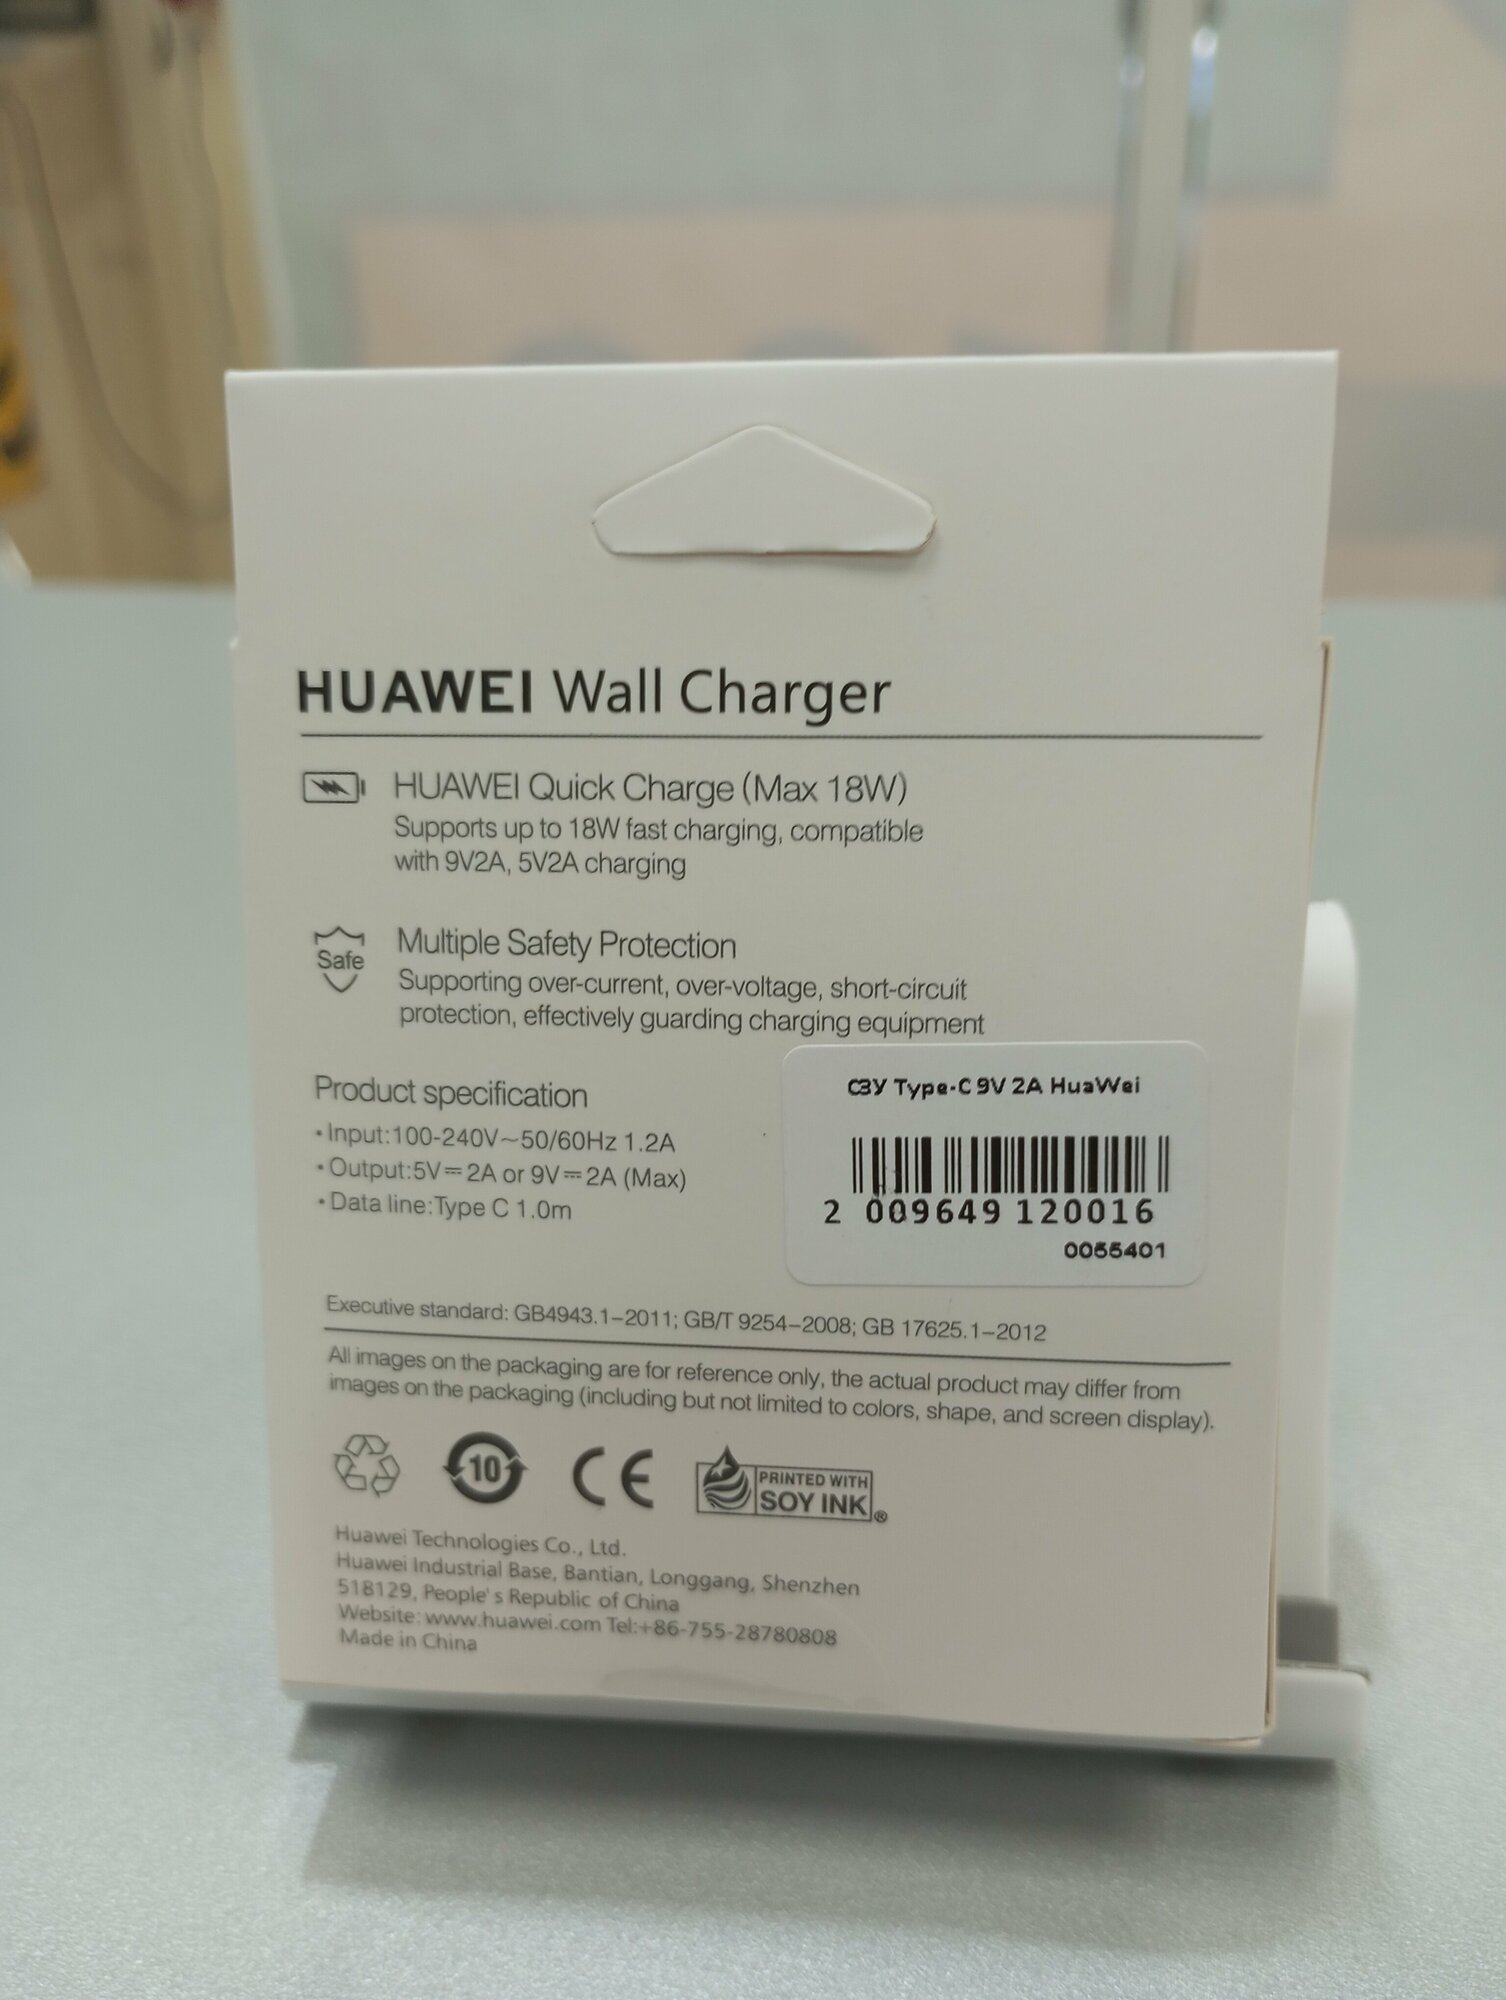 HUAWEI Wall Charger
HUAWEI Quick Charge (Max 18W)
Supports up to 18W fast charging, compatible
with 9V2A, 5V2A charging
Safe
Multiple Safety Protection
Supporting over-current, over-voltage, short-circuit
protection, effectively guarding charging equipment
Product specification
•Input:100-240V~50/60Hz 1.2A
•Output:5V⎓2A or 9V⎓2A (Max)
•Data line:Type C 1.0m
СЗУ Type-C 9V 2A HuaWei
2 009649 120016
0055401
Executive standard: GB4943.1–2011; GB/T 9254–2008; GB 17625.1–2012
All images on the packaging are for reference only, the actual product may differ from
images on the packaging (including but not limited to colors, shape, and screen display).
10
CE
PRINTED WITH
SOY INK®
Huawei Technologies Co., Ltd.
Huawei Industrial Base, Bantian, Longgang, Shenzhen
518129, People's Republic of China
Website: www.huawei.com Tel:+86-755-28780808
Made in China